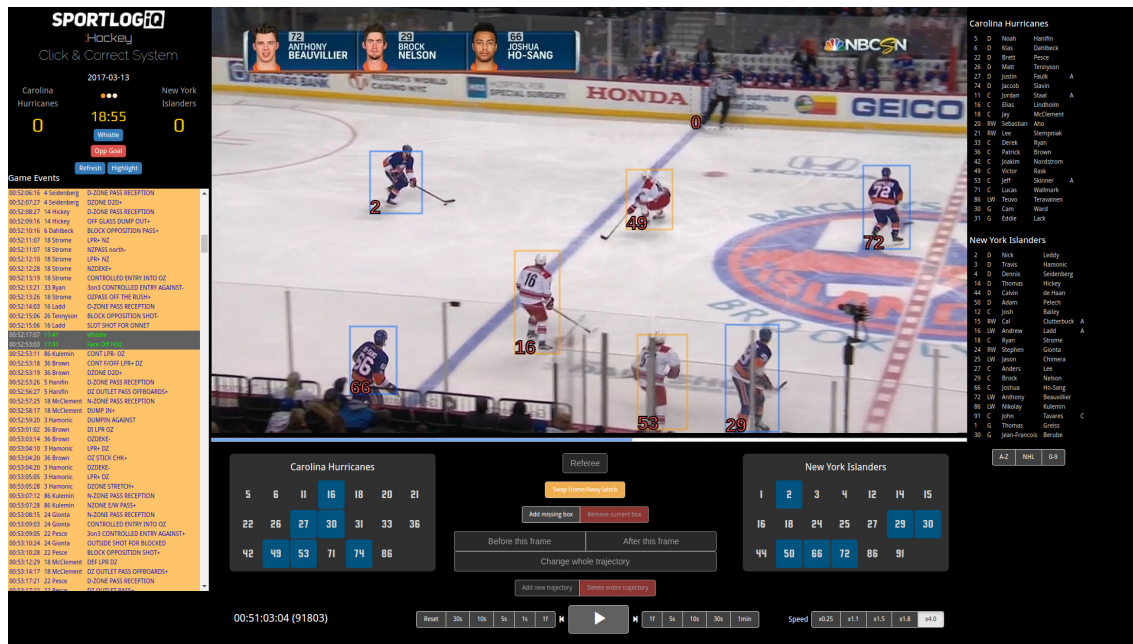 SPORTLOGiQ
:Hockey
Click & Correct System
2017-03-13
Carolina Hurricanes
New York Islanders
0
18:55
0
Whistle
Opp Goal
Refresh
Highlight
Game Events
00:52:06:16 4 Seidenberg D-ZONE PASS RECEPTION
00:52:07:27 4 Seidenberg DZONE D2D+
00:52:08:27 14 Hickey D-ZONE PASS RECEPTION
00:52:09:16 14 Hickey OFF GLASS DUMP OUT+
00:52:10:16 6 Dahlbeck BLOCK OPPOSITION PASS+
00:52:11:07 18 Strome LPR+ NZ
00:52:11:07 18 Strome NZPASS north-
00:52:12:10 18 Strome LPR+ NZ
00:52:12:28 18 Strome NZDEKE+
00:52:13:19 18 Strome CONTROLLED ENTRY INTO OZ
00:52:13:21 33 Ryan 3on3 CONTROLLED ENTRY AGAINST-
00:52:13:26 18 Strome OZPASS OFF THE RUSH+
00:52:14:03 16 Ladd O-ZONE PASS RECEPTION
00:52:15:06 26 Tennyson BLOCK OPPOSITION SHOT-
00:52:15:06 16 Ladd SLOT SHOT FOR ONNET
00:52:17:07 17:41 Whistle
00:52:53:03 17:41 Face Off HOZ
00:52:53:11 86 Kulemin CONT LPR- OZ
00:52:53:18 36 Brown CONT F/OFF LPR+ DZ
00:52:53:19 36 Brown DZONE D2D+
00:52:53:26 5 Hanifin D-ZONE PASS RECEPTION
00:52:56:27 5 Hanifin DZ OUTLET PASS OFFBOARDS+
00:52:57:25 18 McClement N-ZONE PASS RECEPTION
00:52:58:17 18 McClement DUMP IN+
00:52:59:20 3 Hamonic DUMPIN AGAINST
00:53:01:02 36 Brown DI LPR OZ
00:53:03:14 36 Brown OZDEKE-
00:53:04:10 3 Hamonic LPR+ DZ
00:53:04:20 36 Brown OZ STICK CHK+
00:53:04:20 3 Hamonic DZDEKE-
00:53:05:05 3 Hamonic LPR+ DZ
00:53:05:28 3 Hamonic DZONE STRETCH+
00:53:07:12 86 Kulemin N-ZONE PASS RECEPTION
00:53:07:28 86 Kulemin NZONE E/W PASS+
00:53:08:15 24 Gionta N-ZONE PASS RECEPTION
00:53:09:03 24 Gionta CONTROLLED ENTRY INTO OZ
00:53:09:05 22 Pesce 3on3 CONTROLLED ENTRY AGAINST+
00:53:10:24 24 Gionta OUTSIDE SHOT FOR BLOCKED
00:53:10:28 22 Pesce BLOCK OPPOSITION SHOT+
00:53:12:29 18 McClement DEF LPR DZ
00:53:14:17 18 McClement DZ OUTLET PASS OFFBOARDS+
00:53:17:21 22 Pesce D-ZONE PASS RECEPTION
72 ANTHONY BEAUVILLIER
29 BROCK NELSON
66 JOSHUA HO-SANG
NBCSN
SAVINGS BANK
CASINO NYC
HSS HOSPITAL FOR SPECIAL SURGERY
HONDA
GEICO
0
2
49
72
72
16
16
66
53
29
Carolina Hurricanes
5 D Noah Hanifin
6 D Klas Dahlbeck
22 D Brett Pesce
26 D Matt Tennyson
27 D Justin Faulk A
74 D Jaccob Slavin
11 C Jordan Staal A
16 C Elias Lindholm
18 C Jay McClement
20 RW Sebastian Aho
21 RW Lee Stempniak
33 C Derek Ryan
36 C Patrick Brown
42 C Joakim Nordstrom
49 C Victor Rask
53 C Jeff Skinner A
71 C Lucas Wallmark
86 LW Teuvo Teravainen
30 G Cam Ward
31 G Eddie Lack
New York Islanders
2 D Nick Leddy
3 D Travis Hamonic
4 D Dennis Seidenberg
14 D Thomas Hickey
44 D Calvin de Haan
50 D Adam Pelech
12 C Josh Bailey
15 RW Cal Clutterbuck A
16 LW Andrew Ladd A
18 C Ryan Strome
24 RW Stephen Gionta
25 LW Jason Chimera
27 C Anders Lee
29 C Brock Nelson
66 C Joshua Ho-Sang
72 LW Anthony Beauvillier
86 LW Nikolay Kulemin
91 C John Tavares C
1 G Thomas Greiss
30 G Jean-Francois Berube
A-Z NHL 0-9
Carolina Hurricanes
5 6 11 16 18 20 21
22 26 27 30 31 33 36
42 49 53 71 74 86
Referee
Swap Home/Away labels
Add missing box
Remove current box
Before this frame
After this frame
Change whole trajectory
Add new trajectory
Delete entire trajectory
New York Islanders
1 2 3 4 12 14 15
16 18 24 25 27 29 30
44 50 66 72 86 91
00:51:03:04 (91803)
Reset 30s 10s 5s 1s 1f
1f 5s 10s 30s 1min
Speed x0.25 x1.1 x1.5 x1.8 x4.0